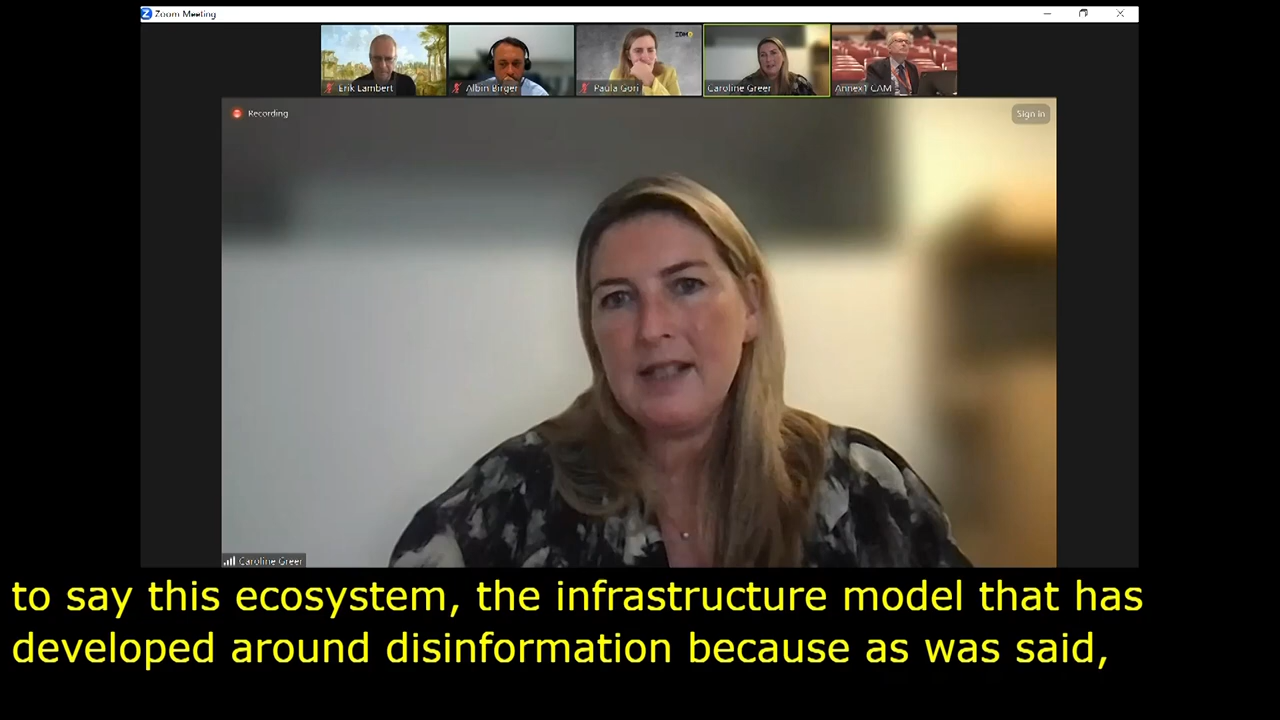 Zoom Meeting
Erik Lambert
Albin Birger
Paula Gori
Caroline Greer
Annex1 CAM
Recording
Sign in
Caroline Greer
to say this ecosystem, the infrastructure model that has
developed around disinformation because as was said,